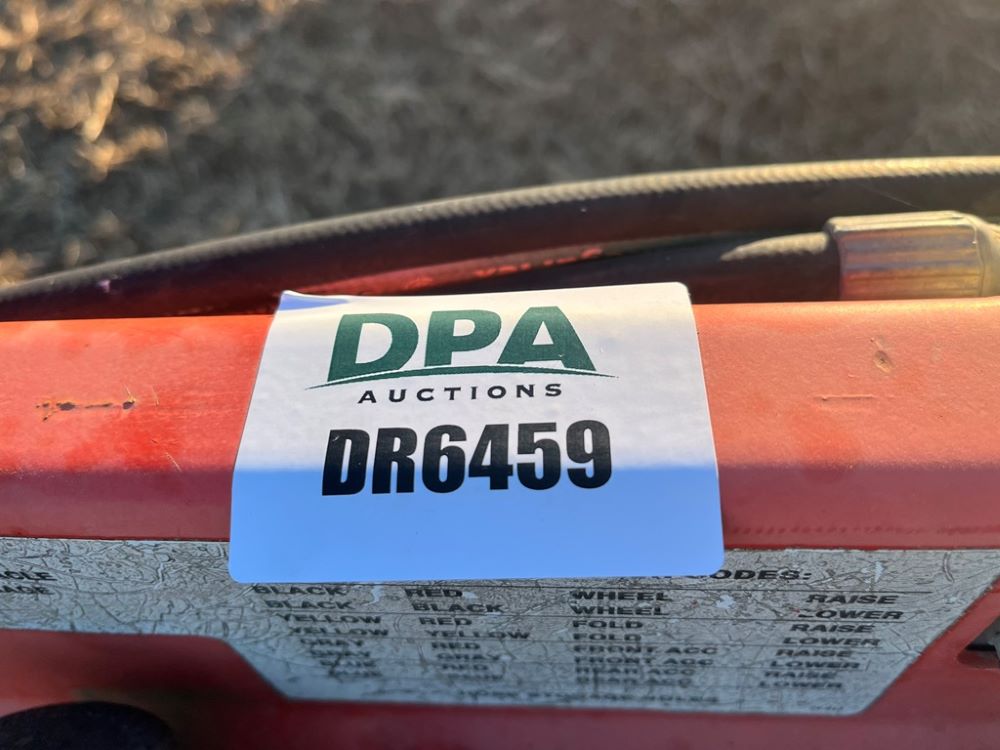 DPA
AUCTIONS
DR6459
CODES:
BLACK RED WHEEL RAISE
BLACK BLACK WHEEL LOWER
YELLOW RED FOLD RAISE
YELLOW YELLOW FOLD LOWER
RED FRONT ACC RAISE
FRONT ACC LOWER
REAR ACC RAISE
REAR ACC LOWER